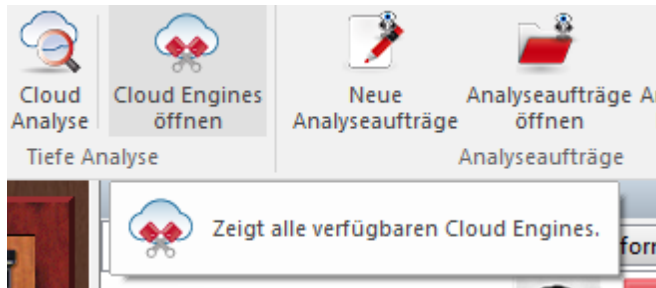 Cloud
Analyse
Cloud Engines
öffnen
Neue
Analyseaufträge
Analyseaufträge
öffnen
Tiefe Analyse
Analyseaufträge
Zeigt alle verfügbaren Cloud Engines.